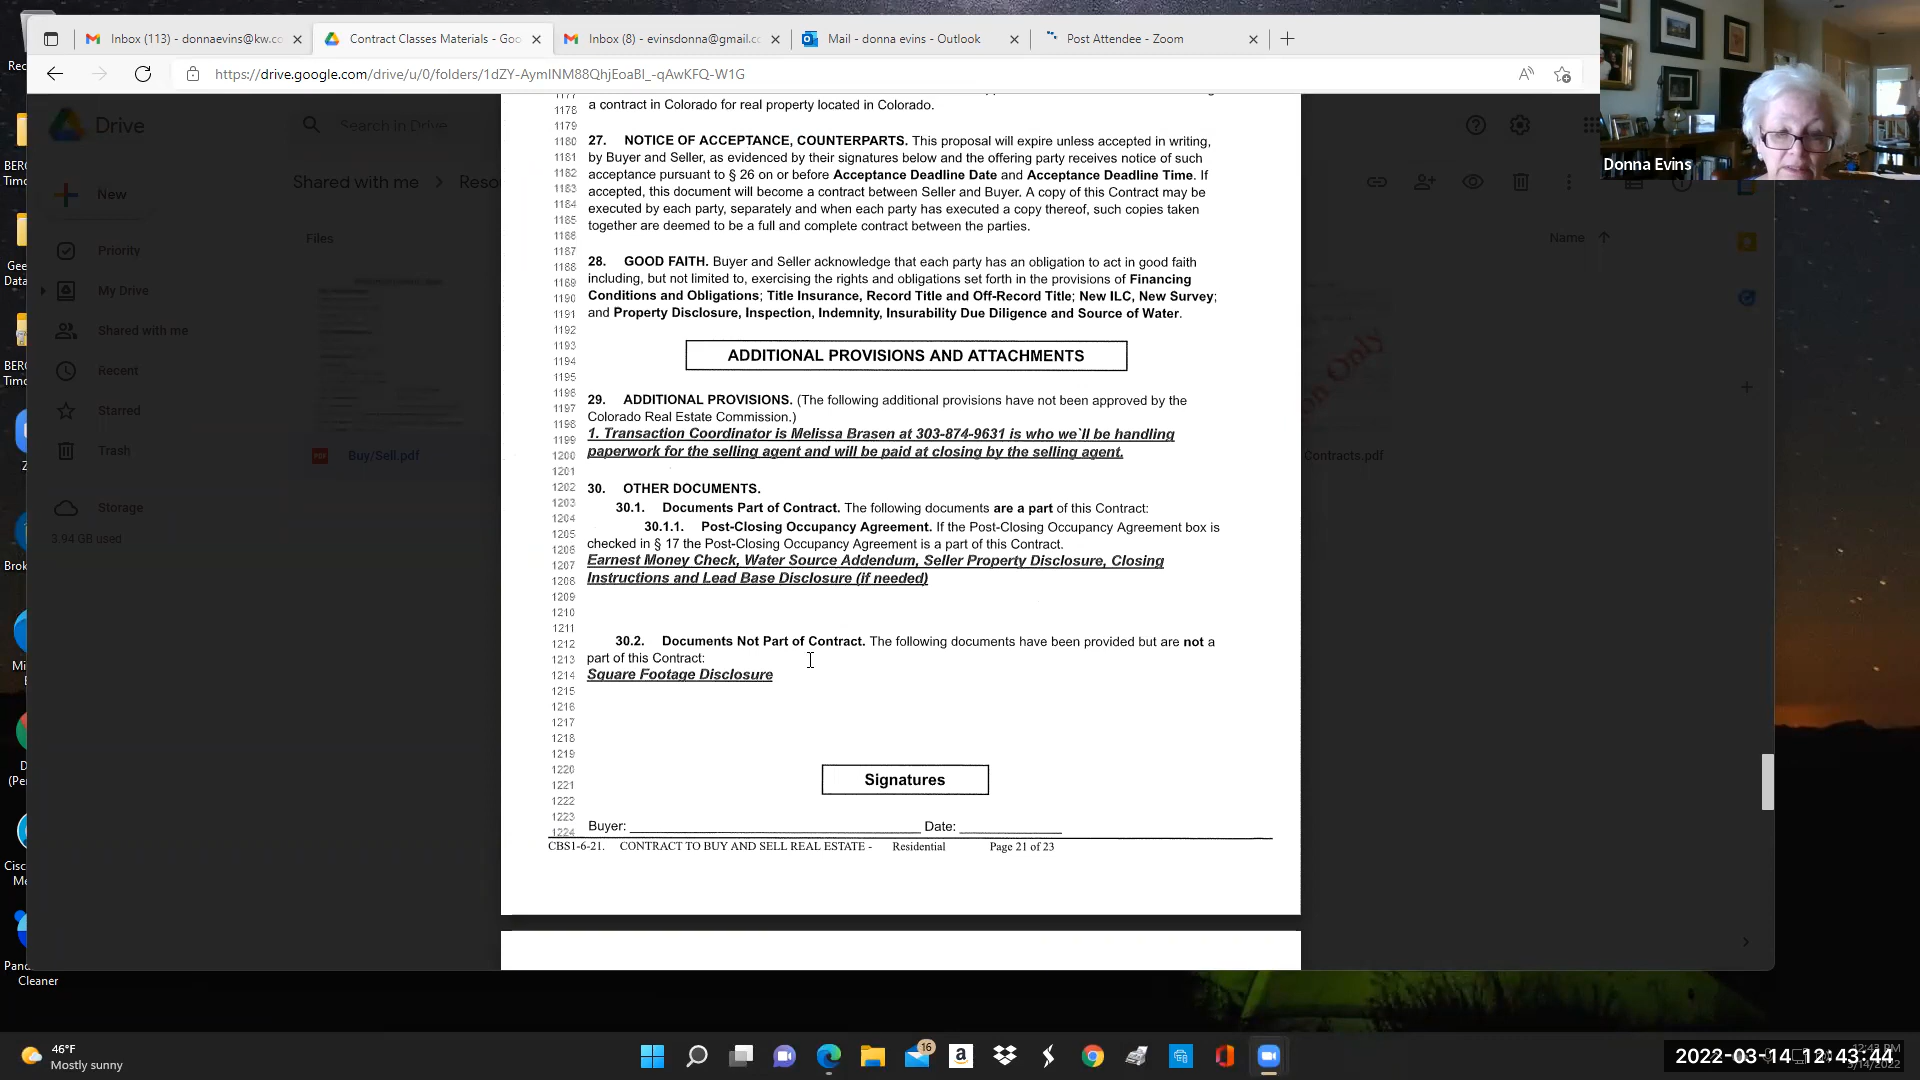 Inbox (113) - donnaevins@kw.co
Contract Classes Materials - Goo
Inbox (8) - evinsdonna@gmail.co
Mail - donna evins - Outlook
Post Attendee - Zoom
https://drive.google.com/drive/u/0/folders/1dZY-AymINM88QhjEoaBI_-qAwKFQ-W1G
Donna Evins
Drive
Search in Drive
New
Shared with me
Priority
My Drive
Shared with me
Recent
Starred
Trash
Storage
3.94 GB used
Files
Name
Buy/Sell.pdf
Contracts.pdf
on Only
1178 a contract in Colorado for real property located in Colorado.
1179
1180 27. NOTICE OF ACCEPTANCE, COUNTERPARTS. This proposal will expire unless accepted in writing,
1181 by Buyer and Seller, as evidenced by their signatures below and the offering party receives notice of such
1182 acceptance pursuant to § 26 on or before Acceptance Deadline Date and Acceptance Deadline Time. If
1183 accepted, this document will become a contract between Seller and Buyer. A copy of this Contract may be
1184 executed by each party, separately and when each party has executed a copy thereof, such copies taken
1185 together are deemed to be a full and complete contract between the parties.
1186
1187
1188 28. GOOD FAITH. Buyer and Seller acknowledge that each party has an obligation to act in good faith
1189 including, but not limited to, exercising the rights and obligations set forth in the provisions of Financing
1190 Conditions and Obligations; Title Insurance, Record Title and Off-Record Title; New ILC, New Survey;
1191 and Property Disclosure, Inspection, Indemnity, Insurability Due Diligence and Source of Water.
1192
1193
1194 ADDITIONAL PROVISIONS AND ATTACHMENTS
1195
1196
1197 29. ADDITIONAL PROVISIONS. (The following additional provisions have not been approved by the
1198 Colorado Real Estate Commission.)
1199 1. Transaction Coordinator is Melissa Brasen at 303-874-9631 is who we`ll be handling
1200 paperwork for the selling agent and will be paid at closing by the selling agent.
1201
1202 30. OTHER DOCUMENTS.
1203 30.1. Documents Part of Contract. The following documents are a part of this Contract:
1204
1205 30.1.1. Post-Closing Occupancy Agreement. If the Post-Closing Occupancy Agreement box is
1206 checked in § 17 the Post-Closing Occupancy Agreement is a part of this Contract.
1207 Earnest Money Check, Water Source Addendum, Seller Property Disclosure, Closing
1208 Instructions and Lead Base Disclosure (if needed)
1209
1210
1211
1212 30.2. Documents Not Part of Contract. The following documents have been provided but are not a
1213 part of this Contract:
1214 Square Footage Disclosure
1215
1216
1217
1218
1219
1220 Signatures
1221
1222
1223 Buyer: Date:
1224
CBS1-6-21. CONTRACT TO BUY AND SELL REAL ESTATE - Residential Page 21 of 23
Cleaner
46°F
Mostly sunny
16
2022-03-14 12:43:44